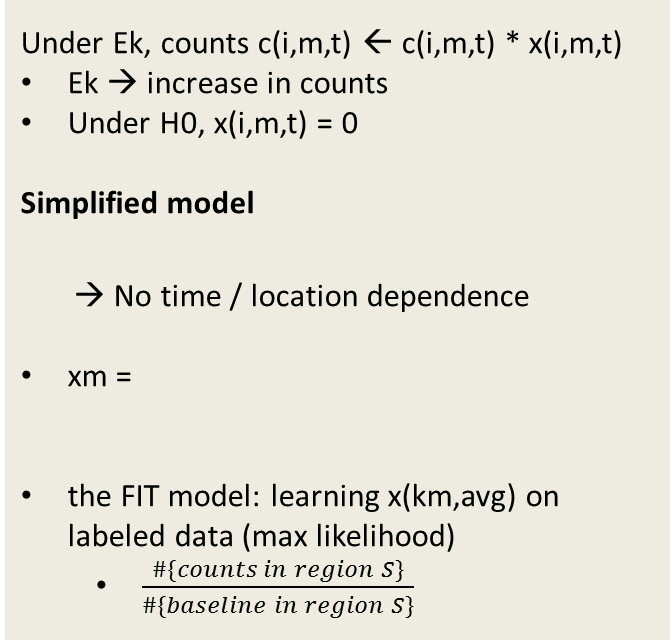 Under Ek, counts c(i,m,t) ← c(i,m,t) * x(i,m,t)
• Ek → increase in counts
• Under H0, x(i,m,t) = 0
Simplified model
→ No time / location dependence
• xm =
• the FIT model: learning x(km,avg) on
labeled data (max likelihood)
• #{counts in region S}
#{baseline in region S}